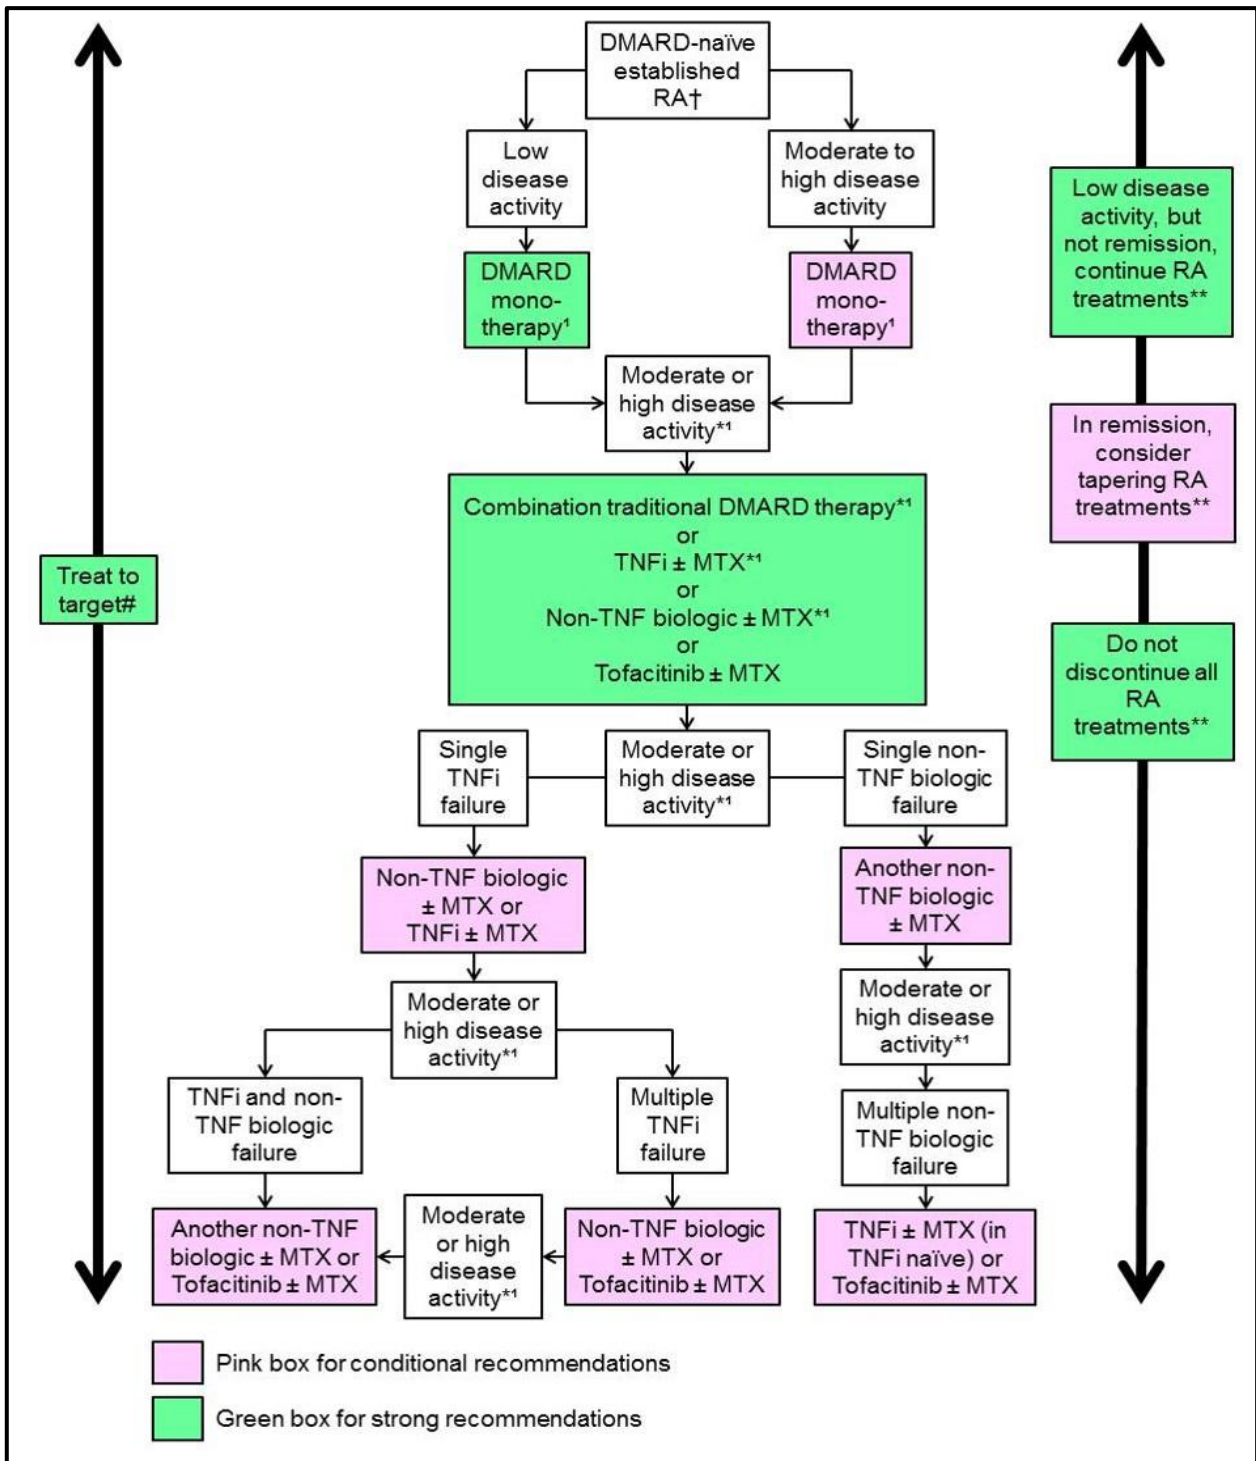 DMARD-naïve
established
RA†
Low
disease
activity
Moderate to
high disease
activity
DMARD
mono-
therapy¹
DMARD
mono-
therapy¹
Moderate or
high disease
activity*¹
Combination traditional DMARD therapy*¹
or
TNFi ± MTX*¹
or
Non-TNF biologic ± MTX*¹
or
Tofacitinib ± MTX
Single
TNFi
failure
Moderate or
high disease
activity*¹
Single non-
TNF biologic
failure
Non-TNF biologic
± MTX or
TNFi ± MTX
Another non-
TNF biologic
± MTX
Moderate or
high disease
activity*¹
Moderate or
high disease
activity*¹
TNFi and non-
TNF biologic
failure
Multiple
TNFi
failure
Multiple non-
TNF biologic
failure
Another non-TNF
biologic ± MTX or
Tofacitinib ± MTX
Moderate
or high
disease
activity*¹
Non-TNF biologic
± MTX or
Tofacitinib ± MTX
TNFi ± MTX (in
TNFi naïve) or
Tofacitinib ± MTX
Treat to
target#
Low disease
activity, but
not remission,
continue RA
treatments**
In remission,
consider
tapering RA
treatments**
Do not
discontinue all
RA
treatments**
Pink box for conditional recommendations
Green box for strong recommendations